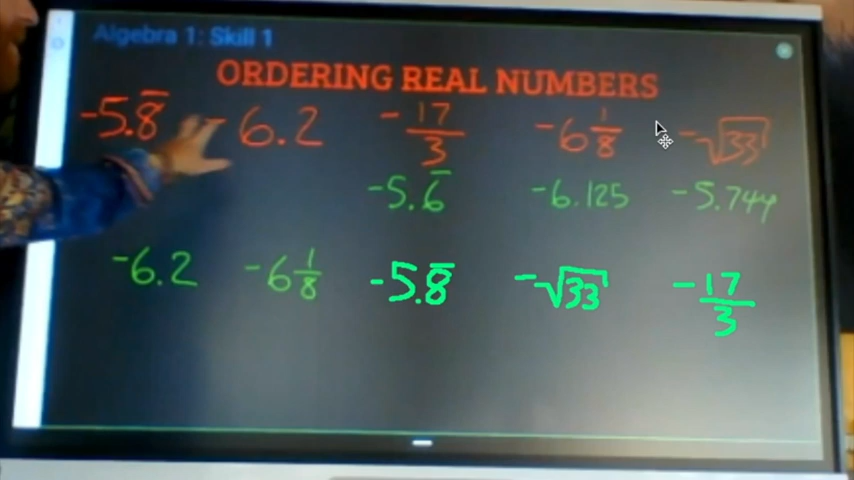 Algebra 1: Skill 1
ORDERING REAL NUMBERS
-5.8̅ -6.2 -17/3 -6 1/8 -√33
-5.6̅ -6.125 -5.744
-6.2 -6 1/8 -5.8̅ -√33 -17/3